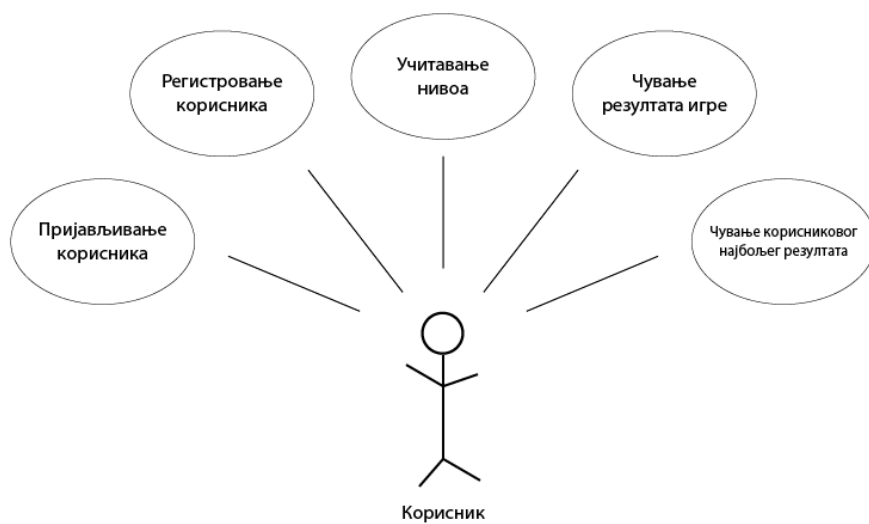 Пријављивање
корисника
Регистровање
корисника
Учитавање
нивоа
Чување
резултата игре
Чување корисниковог
најбољег резултата
Корисник